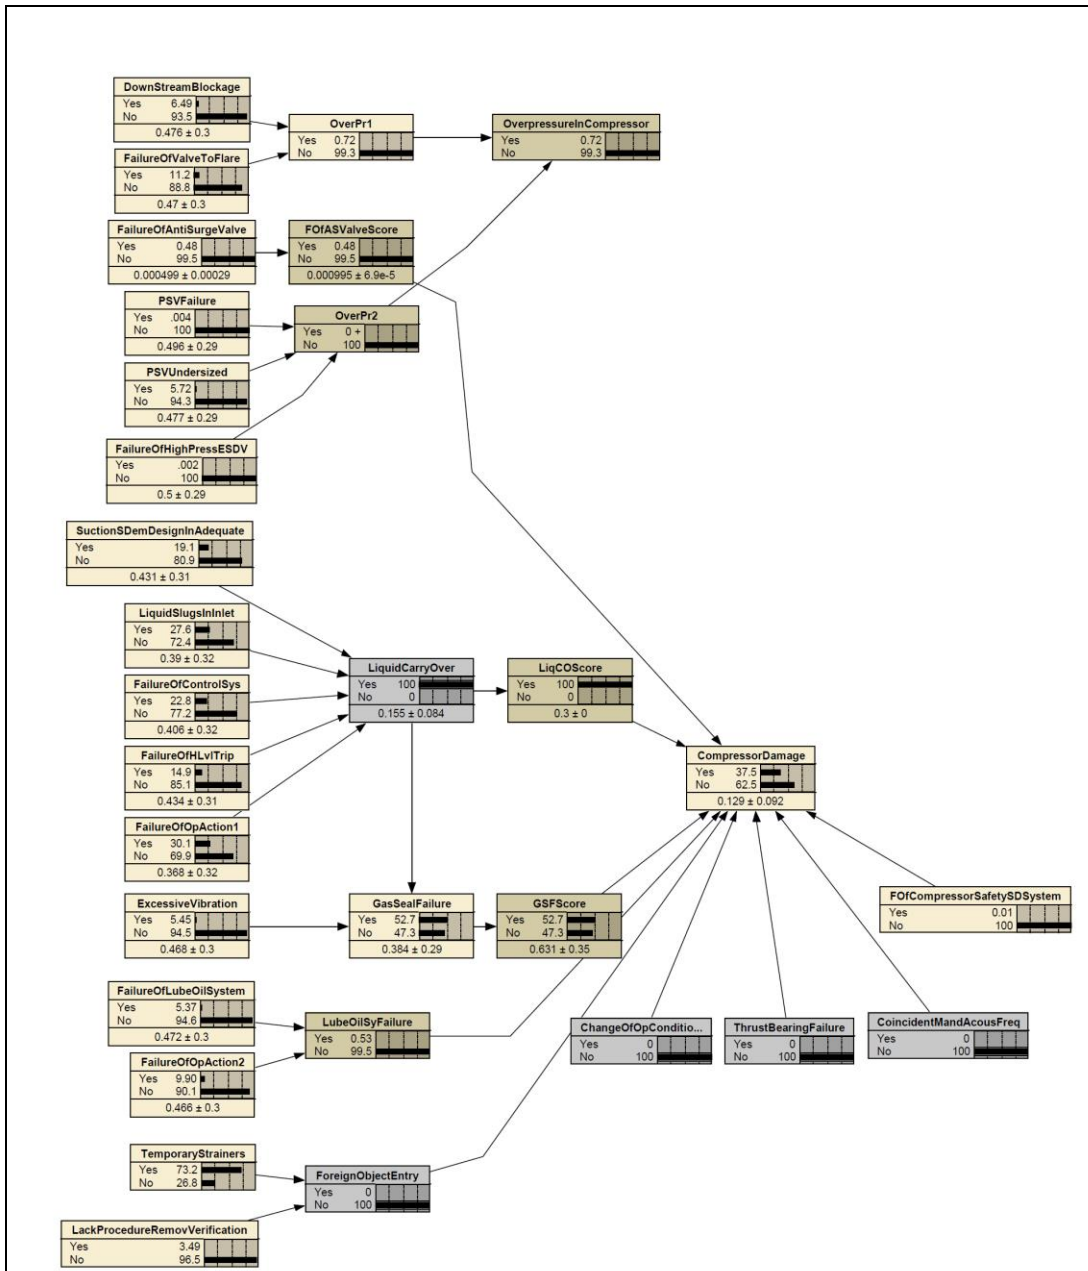 DownStreamBlockage
Yes 6.49
No 93.5
0.476 ± 0.3
OverPr1
Yes 0.72
No 99.3
OverpressureInCompressor
Yes 0.72
No 99.3
FailureOfValveToFlare
Yes 11.2
No 88.8
0.47 ± 0.3
FailureOfAntiSurgeValve
Yes 0.48
No 99.5
0.000499 ± 0.00029
FOfASValveScore
Yes 0.48
No 99.5
0.000995 ± 6.9e-5
PSVFailure
Yes .004
No 100
0.496 ± 0.29
OverPr2
Yes 0 +
No 100
PSVUndersized
Yes 5.72
No 94.3
0.477 ± 0.29
FailureOfHighPressESDV
Yes .002
No 100
0.5 ± 0.29
SuctionSDemDesignInAdequate
Yes 19.1
No 80.9
0.431 ± 0.31
LiquidSlugsInInlet
Yes 27.6
No 72.4
0.39 ± 0.32
LiquidCarryOver
Yes 100
No 0
0.155 ± 0.084
LiqCOScore
Yes 100
No 0
0.3 ± 0
FailureOfControlSys
Yes 22.8
No 77.2
0.406 ± 0.32
FailureOfHLvlTrip
Yes 14.9
No 85.1
0.434 ± 0.31
CompressorDamage
Yes 37.5
No 62.5
0.129 ± 0.092
FailureOfOpAction1
Yes 30.1
No 69.9
0.368 ± 0.32
ExcessiveVibration
Yes 5.45
No 94.5
0.468 ± 0.3
GasSealFailure
Yes 52.7
No 47.3
0.384 ± 0.29
GSFScore
Yes 52.7
No 47.3
0.631 ± 0.35
FOfCompressorSafetySDSystem
Yes 0.01
No 100
FailureOfLubeOilSystem
Yes 5.37
No 94.6
0.472 ± 0.3
LubeOilSyFailure
Yes 0.53
No 99.5
ChangeOfOpConditio...
Yes 0
No 100
ThrustBearingFailure
Yes 0
No 100
CoincidentMandAcousFreq
Yes 0
No 100
FailureOfOpAction2
Yes 9.90
No 90.1
0.466 ± 0.3
TemporaryStrainers
Yes 73.2
No 26.8
ForeignObjectEntry
Yes 0
No 100
LackProcedureRemovVerification
Yes 3.49
No 96.5